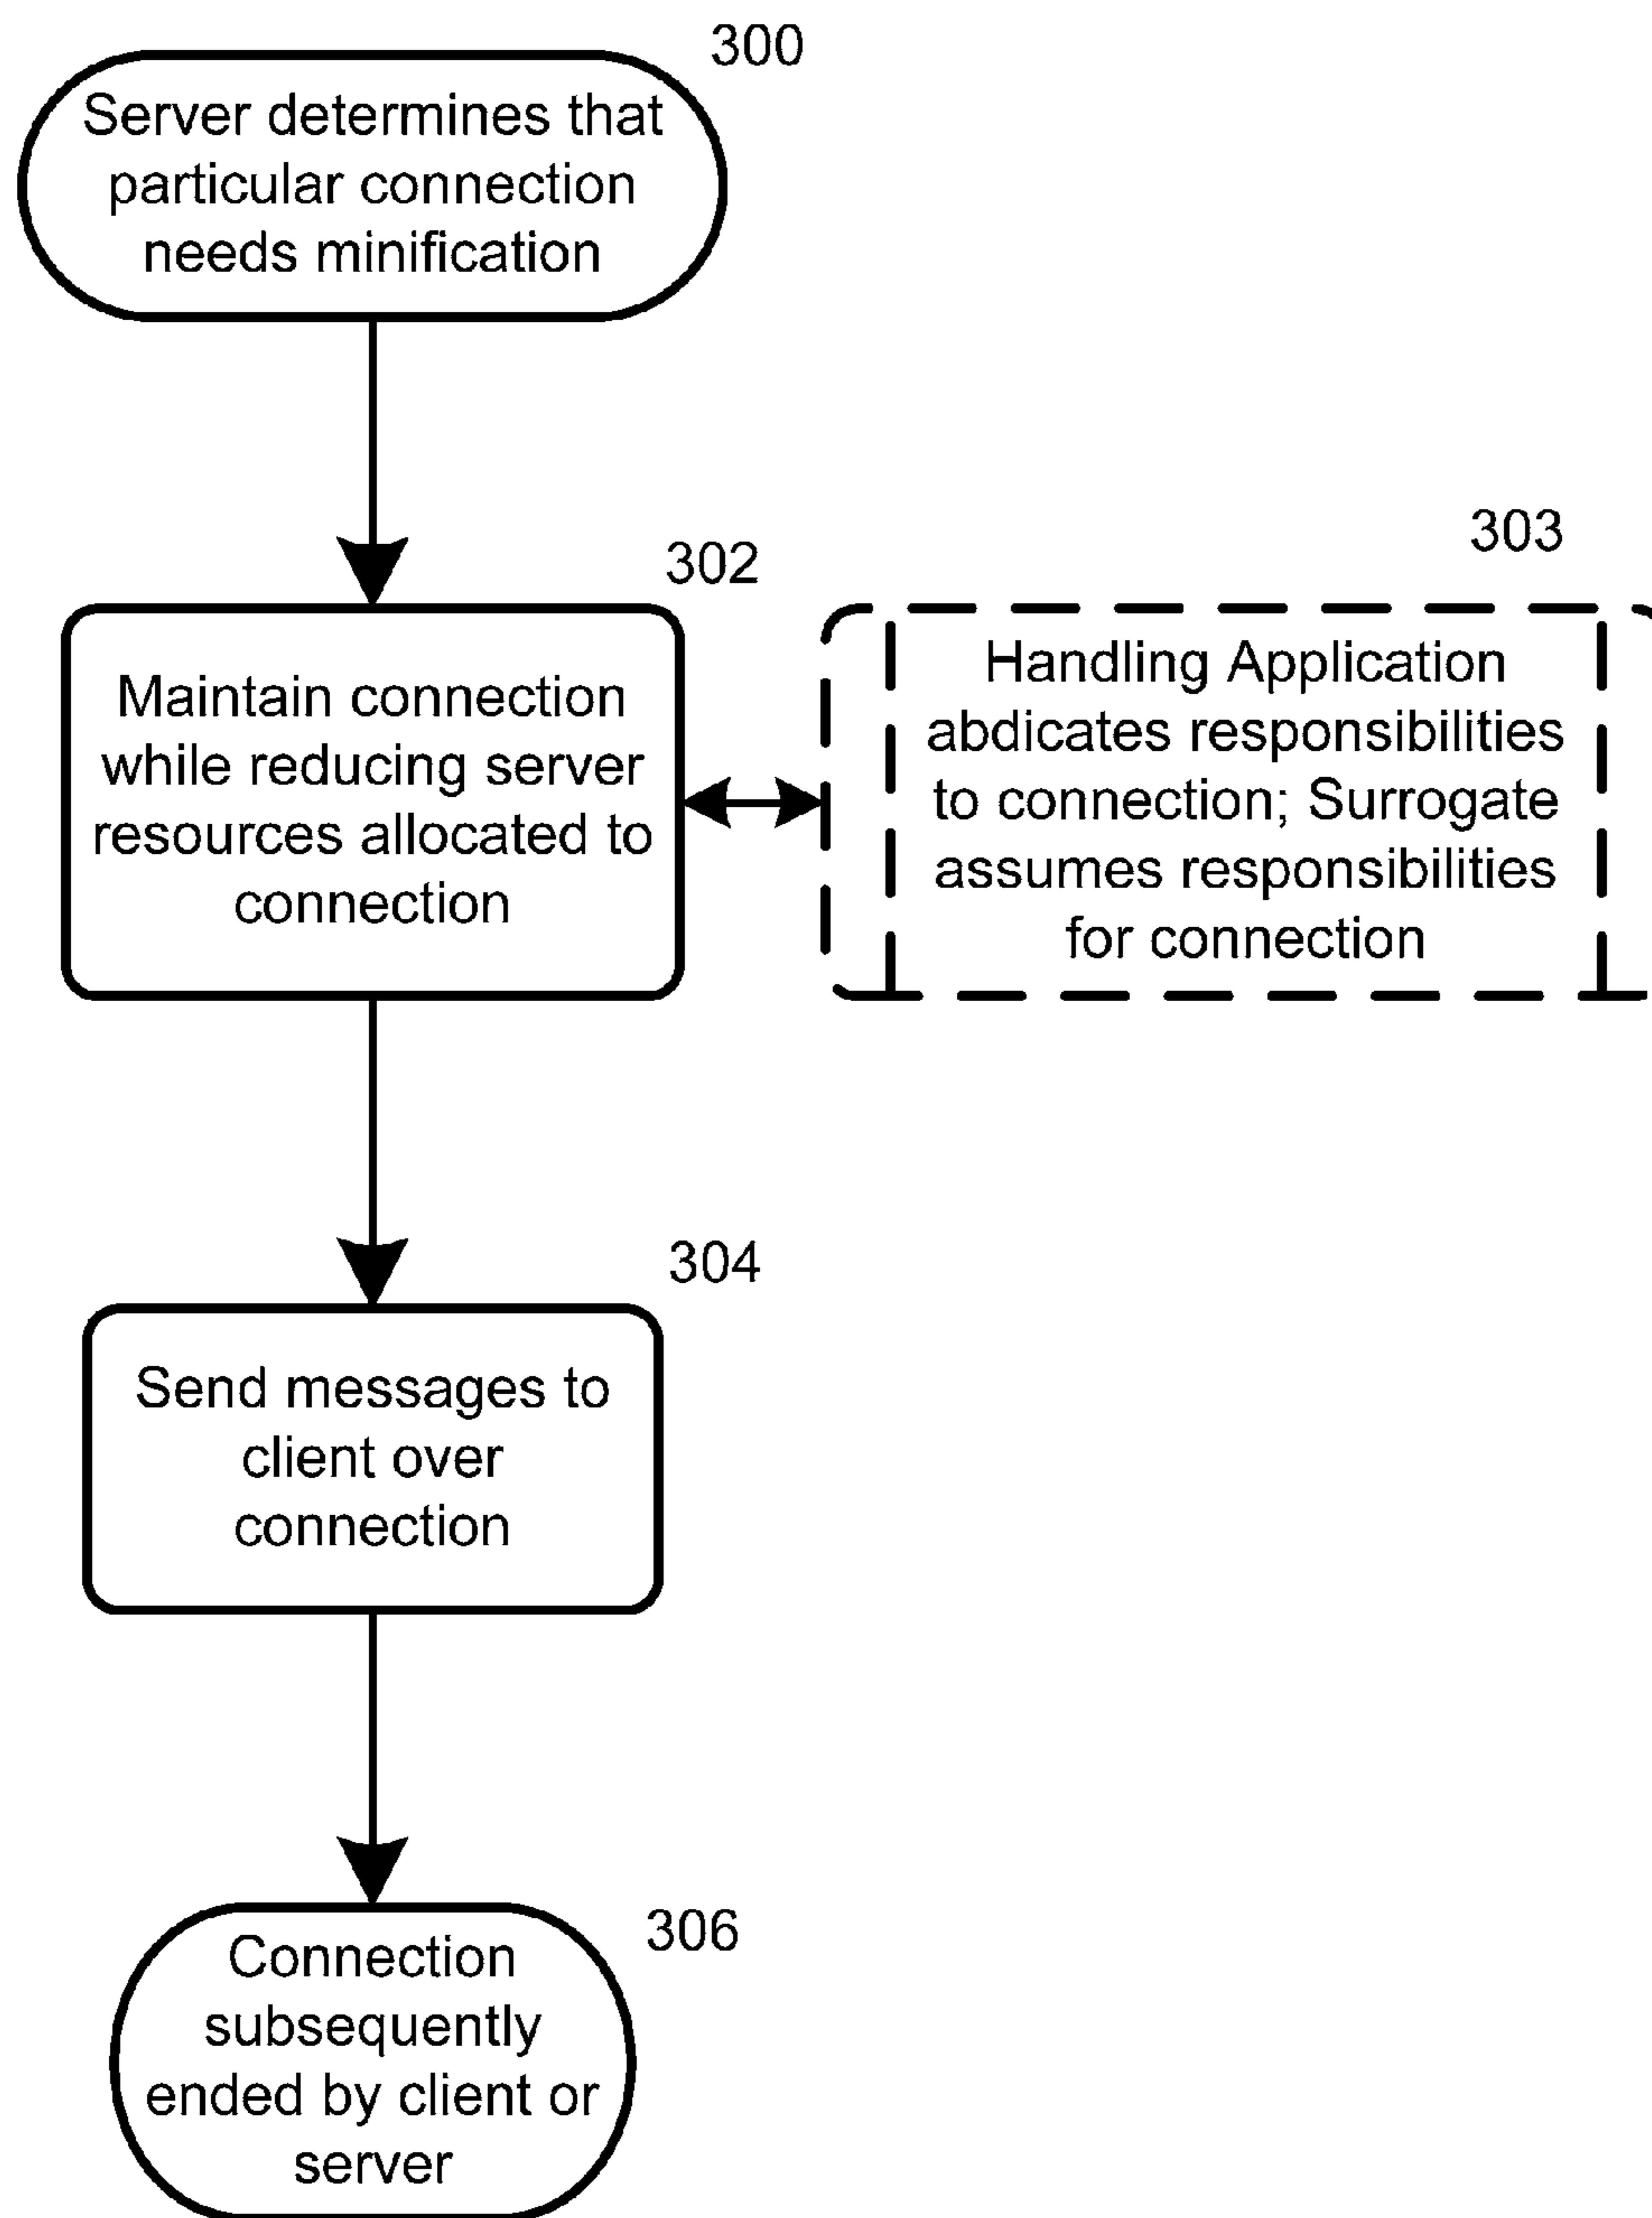 300
Server determines that
particular connection
needs minification
302
Maintain connection
while reducing server
resources allocated to
connection
303
Handling Application
abdicates responsibilities
to connection; Surrogate
assumes responsibilities
for connection
304
Send messages to
client over
connection
306
Connection
subsequently
ended by client or
server